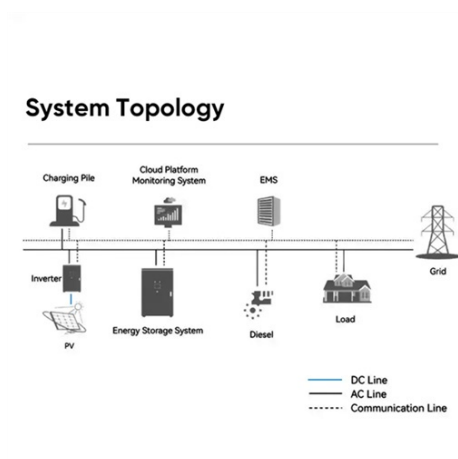 System Topology
Charging Pile
Cloud Platform
Monitoring System
EMS
Grid
Inverter
PV
Energy Storage System
Diesel
Load
DC Line
AC Line
Communication Line